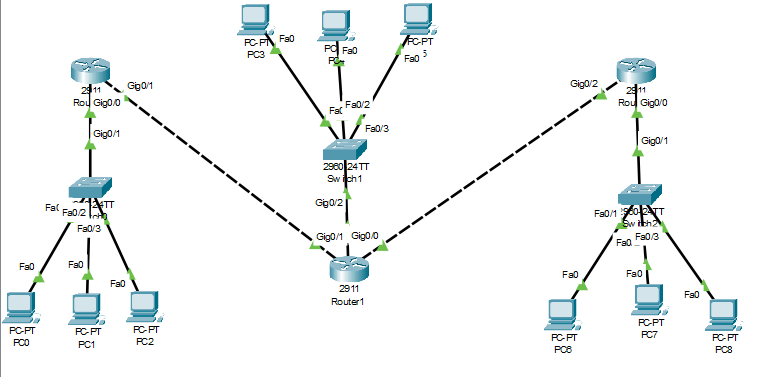 PC-PT
PC3
Fa0
PC-PT
Fa0
Fa0
Fa0/2
Fa0/3
2960-24TT
Switch1
Gig0/2
Gig0/1
Gig0/0
2911
Router1
2911
Gig0/1
Gig0/0
Gig0/1
Fa0/2
Fa0/3
Fa0
Fa0
Fa0
PC-PT
PC0
PC-PT
PC1
PC-PT
PC2
Gig0/2
2911
Gig0/0
Gig0/1
Fa0/1
Switch2
Fa0/3
Fa0
Fa0
Fa0
PC-PT
PC6
PC-PT
PC7
PC-PT
PC8